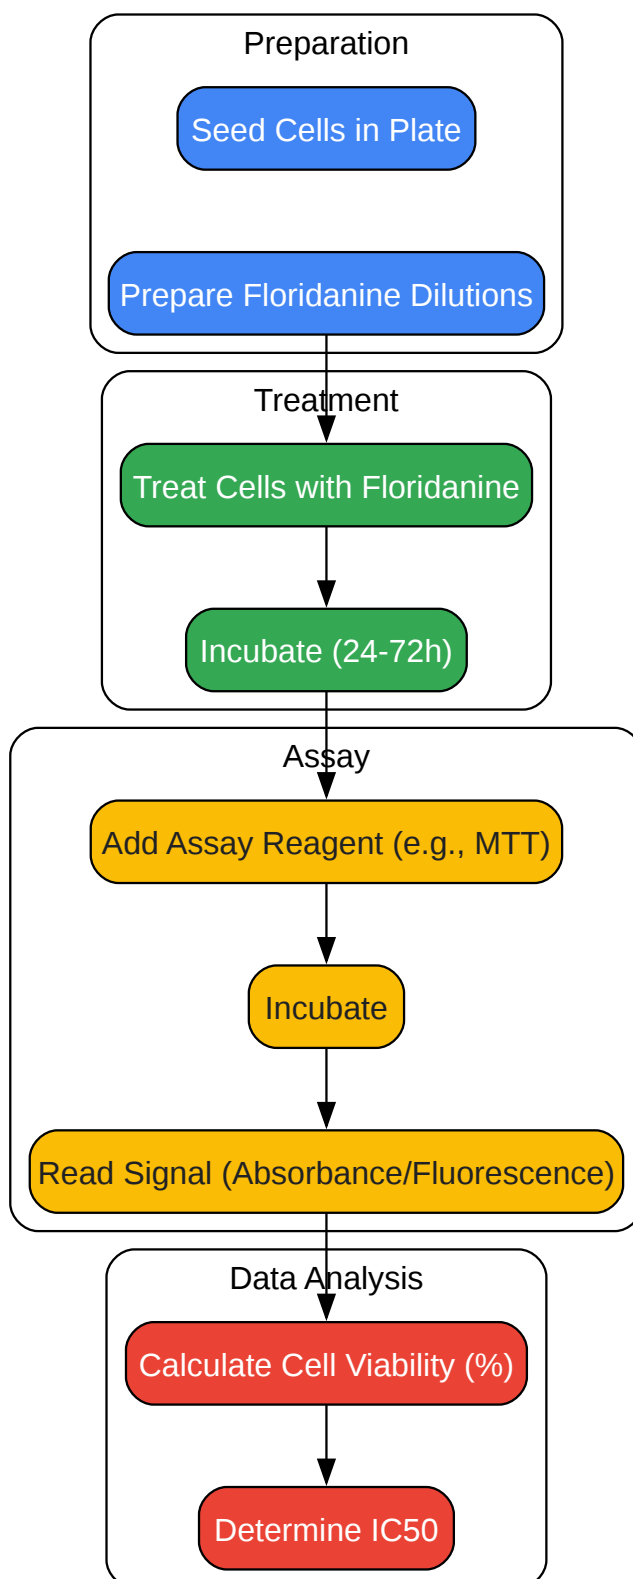 Preparation
Seed Cells in Plate
Prepare Floridanine Dilutions
Treatment
Treat Cells with Floridanine
Incubate (24-72h)
Assay
Add Assay Reagent (e.g., MTT)
Incubate
Read Signal (Absorbance/Fluorescence)
Data Analysis
Calculate Cell Viability (%)
Determine IC50